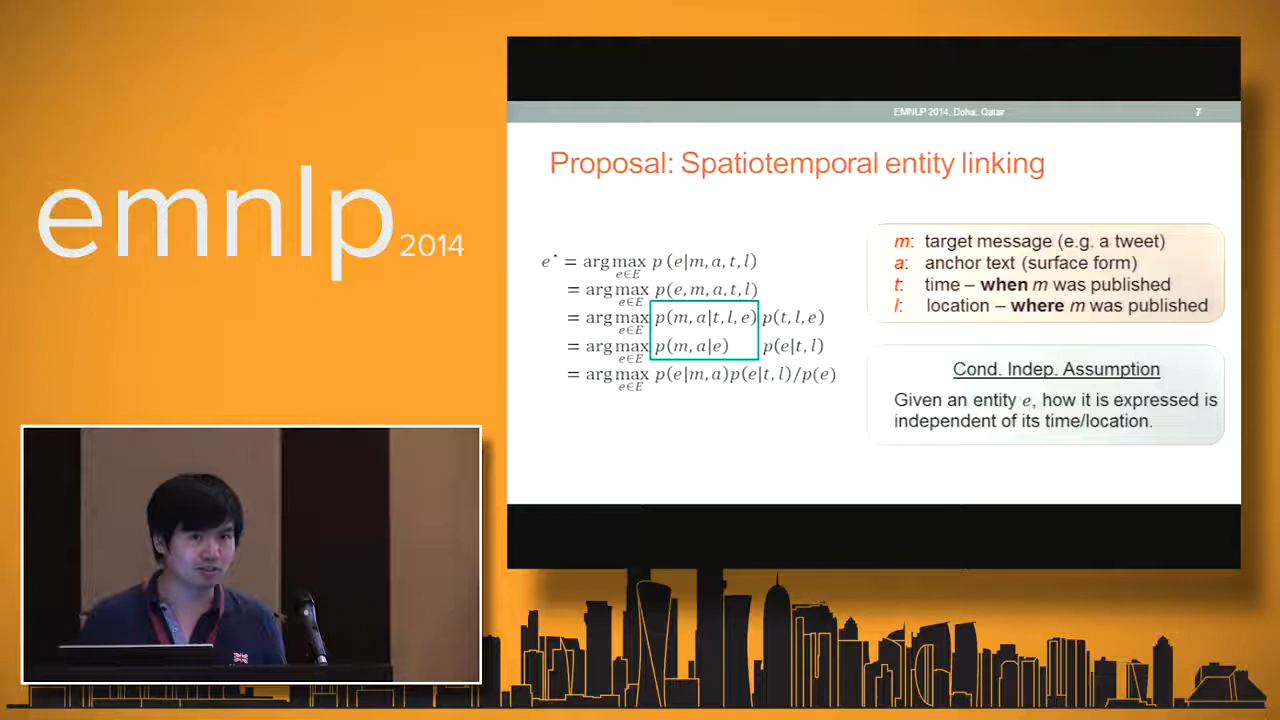 emnlp 2014
EMNLP 2014, Doha, Qatar 7
Proposal: Spatiotemporal entity linking
e* = arg max e∈E p (e|m, a, t, l)
= arg max e∈E p(e, m, a, t, l)
= arg max e∈E p(m, a|t, l, e) p(t, l, e)
= arg max e∈E p(m, a|e) p(e|t, l)
= arg max e∈E p(e|m, a)p(e|t, l)/p(e)
m: target message (e.g. a tweet)
a: anchor text (surface form)
t: time – when m was published
l: location – where m was published
Cond. Indep. Assumption
Given an entity e, how it is expressed is
independent of its time/location.